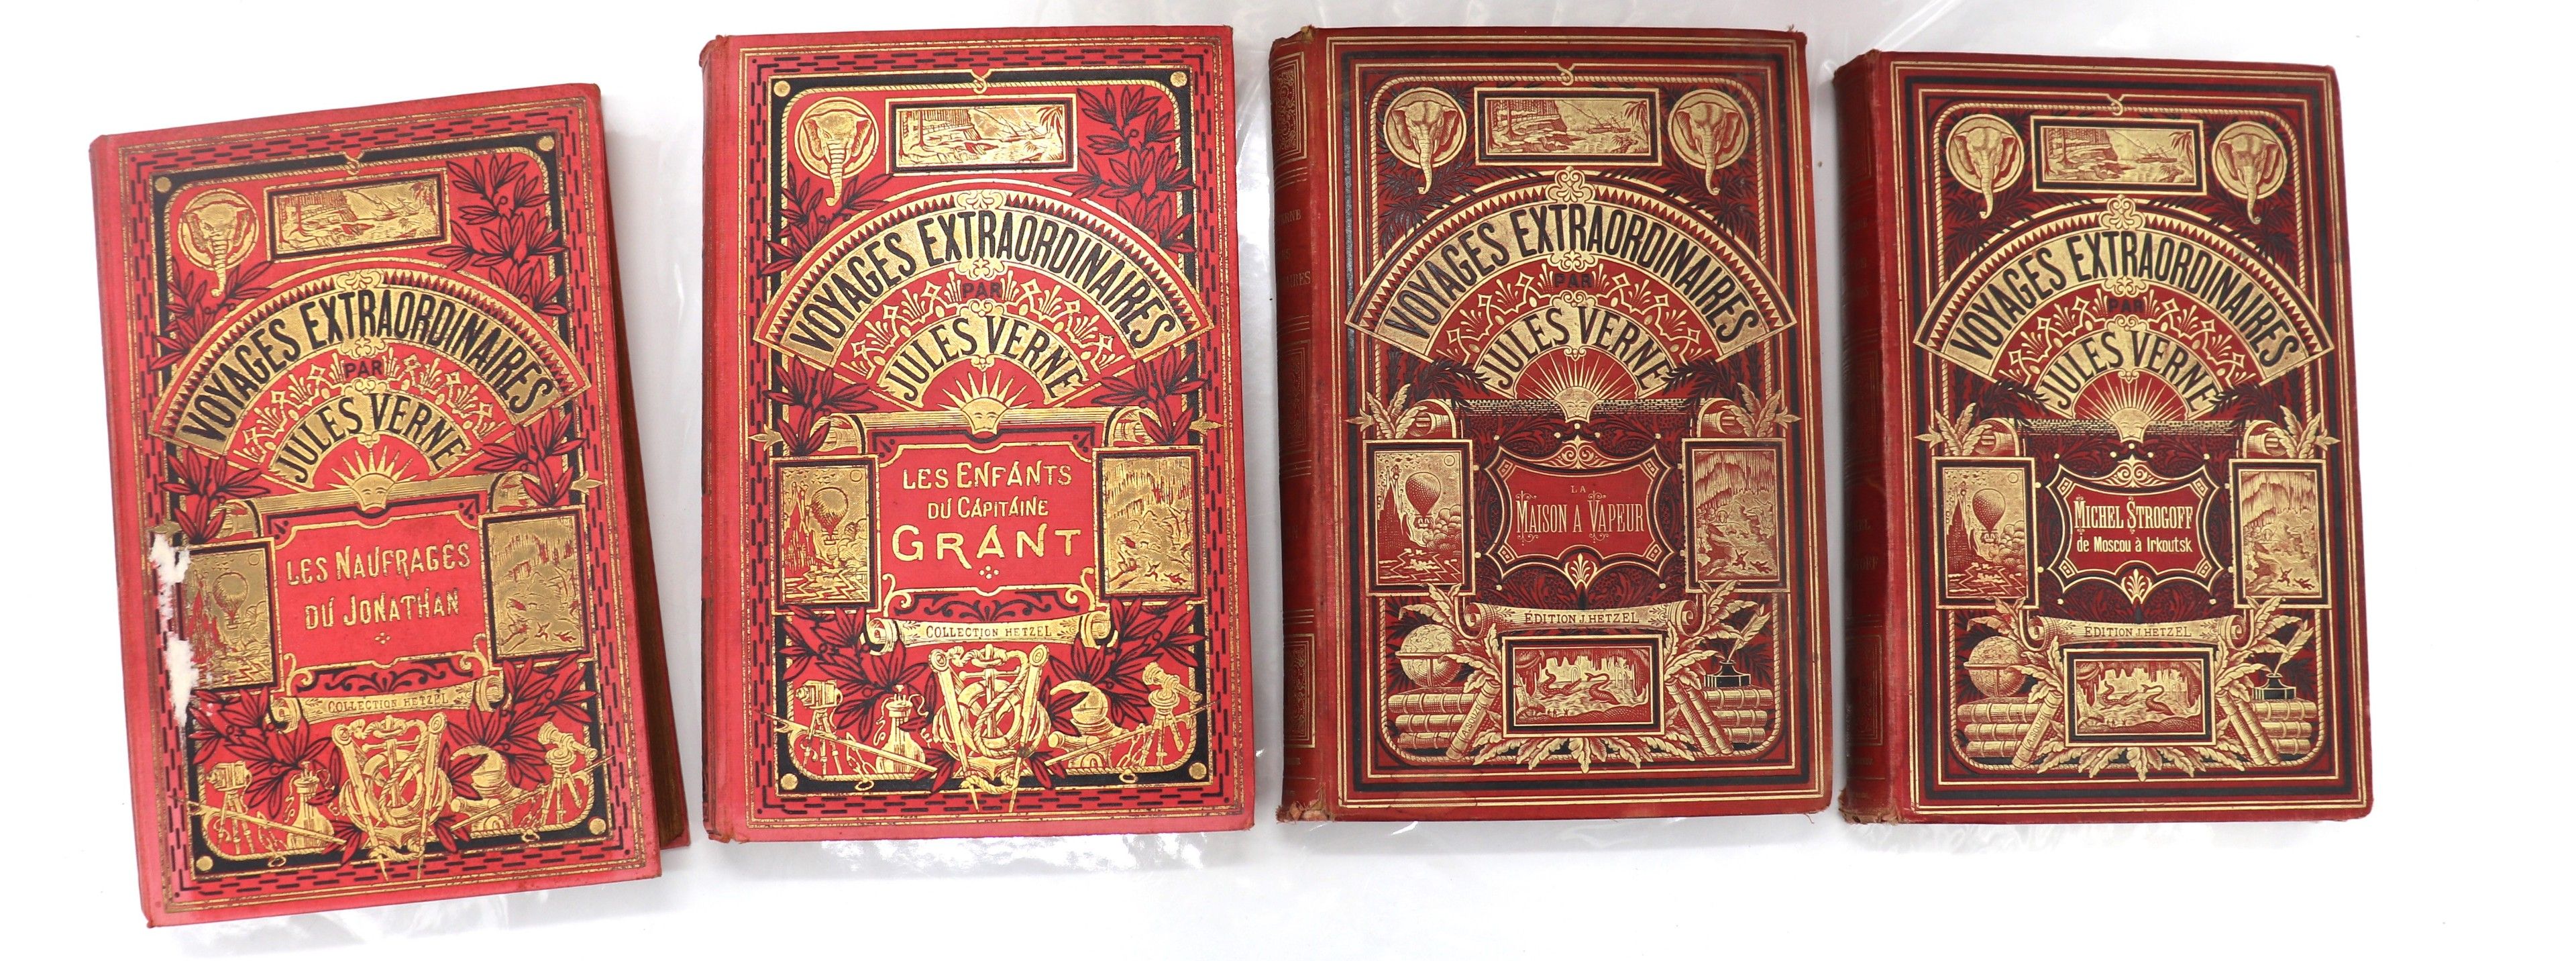 VOYAGES EXTRAORDINAIRES
PAR
JULES VERNE
LES NAUFRAGÉS
DU JONATHAN
COLLECTION HETZEL
VOYAGES EXTRAORDINAIRES
PAR
JULES VERNE
LES ENFANTS
DU CAPITAINE
GRANT
COLLECTION HETZEL
VOYAGES EXTRAORDINAIRES
PAR
JULES VERNE
LA
MAISON A VAPEUR
ÉDITION J. HETZEL
VOYAGES EXTRAORDINAIRES
PAR
JULES VERNE
MICHEL STROGOFF
de Moscou à Irkoutsk
ÉDITION J. HETZEL